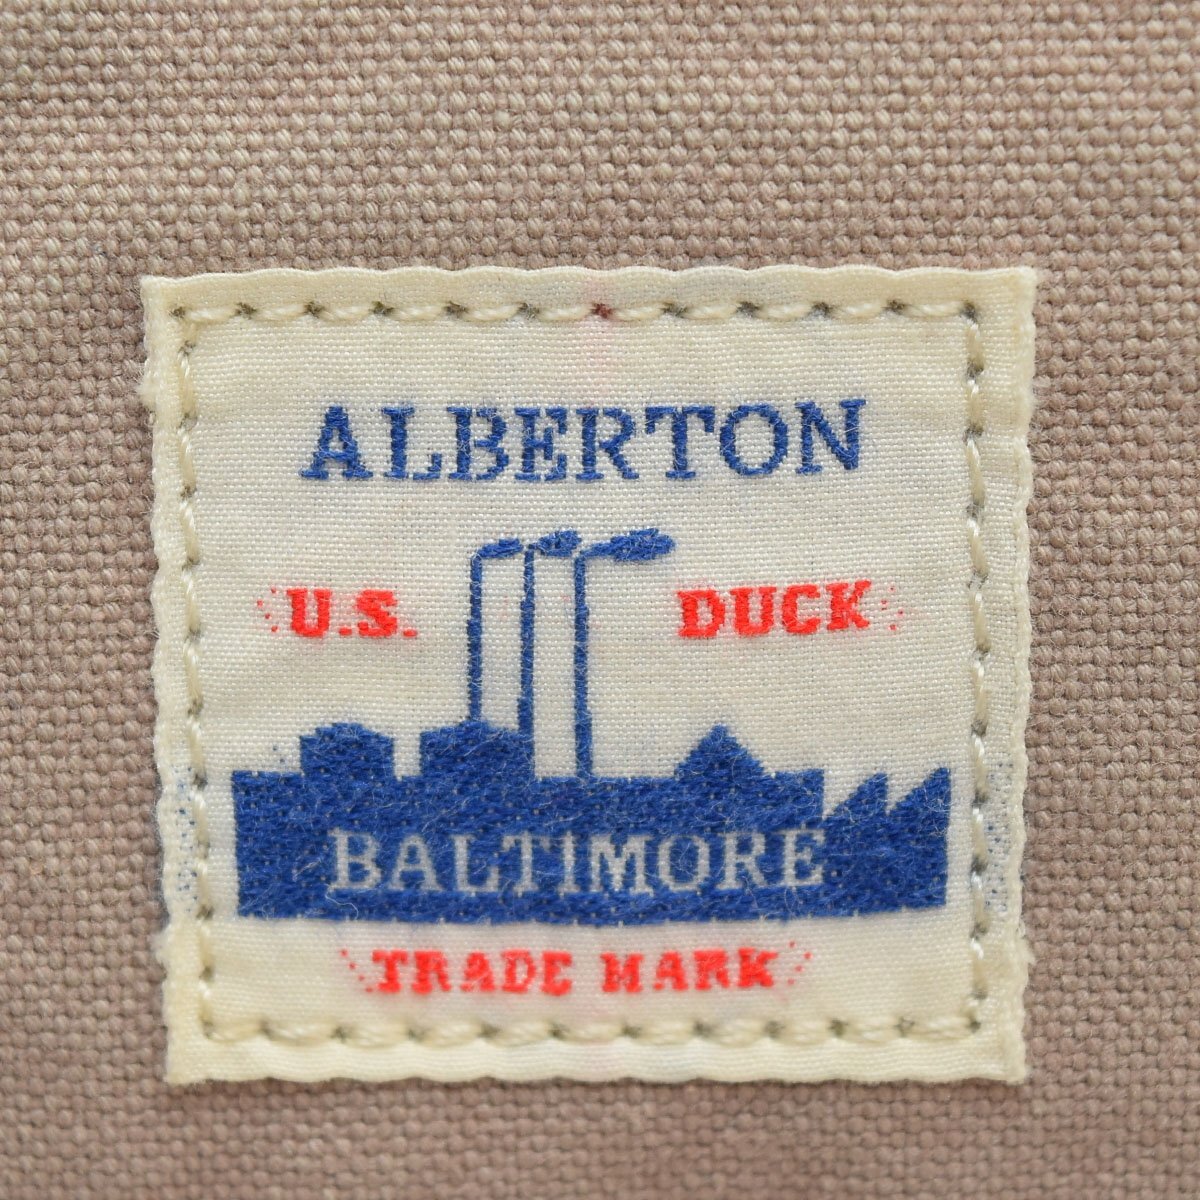 ALBERTON
U.S. DUCK
BALTIMORE
TRADE MARK